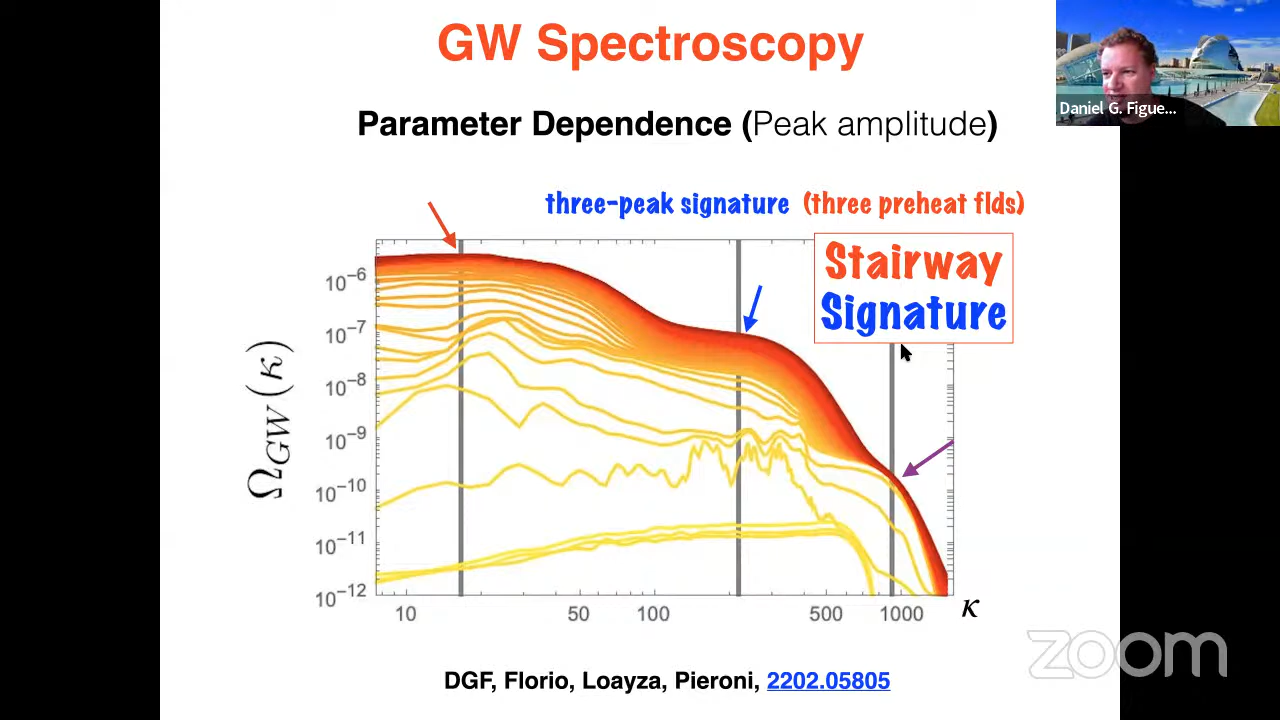 GW Spectroscopy
Daniel G. Figue...
Parameter Dependence (Peak amplitude)
three-peak signature (three preheat flds)
Stairway
Signature
10⁻⁶
10⁻⁷
10⁻⁸
10⁻⁹
10⁻¹⁰
10⁻¹¹
10⁻¹²
Ω_GW(κ)
10 50 100 500 1000 κ
zoom
DGF, Florio, Loayza, Pieroni, 2202.05805